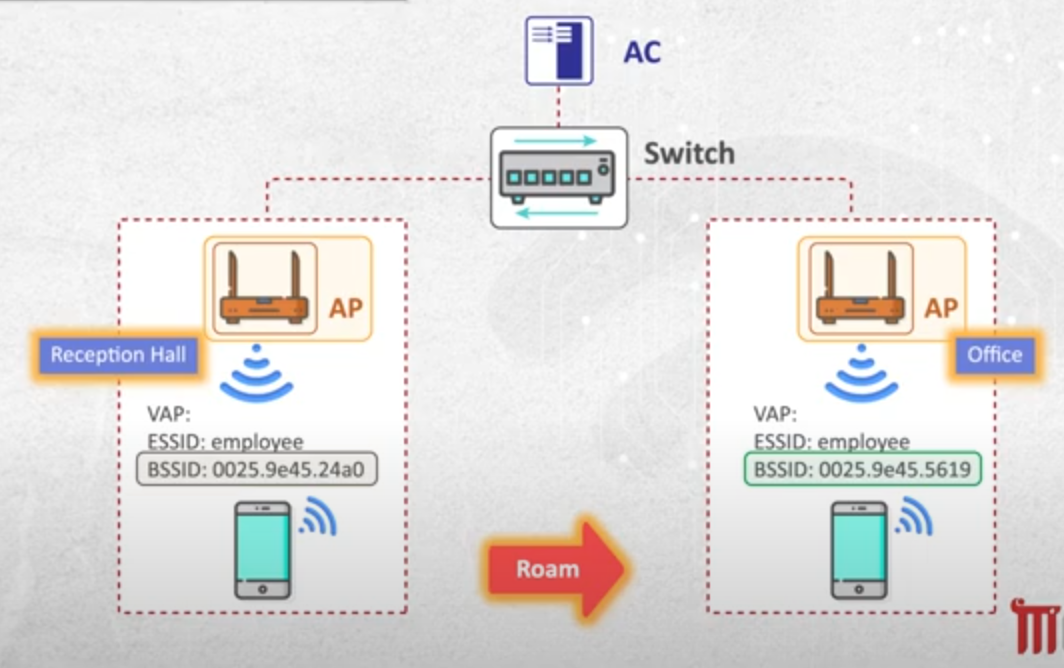 AC
Switch
AP
Reception Hall
VAP:
ESSID: employee
BSSID: 0025.9e45.24a0
AP
Office
VAP:
ESSID: employee
BSSID: 0025.9e45.5619
Roam